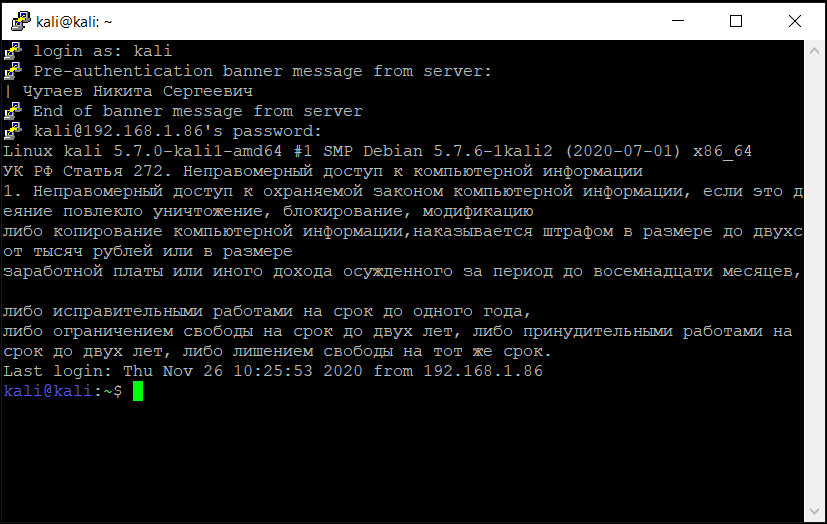 kali@kali: ~
login as: kali
Pre-authentication banner message from server:
| Чугаев Никита Сергеевич
End of banner message from server
kali@192.168.1.86's password:
Linux kali 5.7.0-kali1-amd64 #1 SMP Debian 5.7.6-1kali2 (2020-07-01) x86_64
УК РФ Статья 272. Неправомерный доступ к компьютерной информации
1. Неправомерный доступ к охраняемой законом компьютерной информации, если это д
еяние повлекло уничтожение, блокирование, модификацию
либо копирование компьютерной информации,наказывается штрафом в размере до двухс
от тысяч рублей или в размере
заработной платы или иного дохода осужденного за период до восемнадцати месяцев,
либо исправительными работами на срок до одного года,
либо ограничением свободы на срок до двух лет, либо принудительными работами на
срок до двух лет, либо лишением свободы на тот же срок.
Last login: Thu Nov 26 10:25:53 2020 from 192.168.1.86
kali@kali:~$